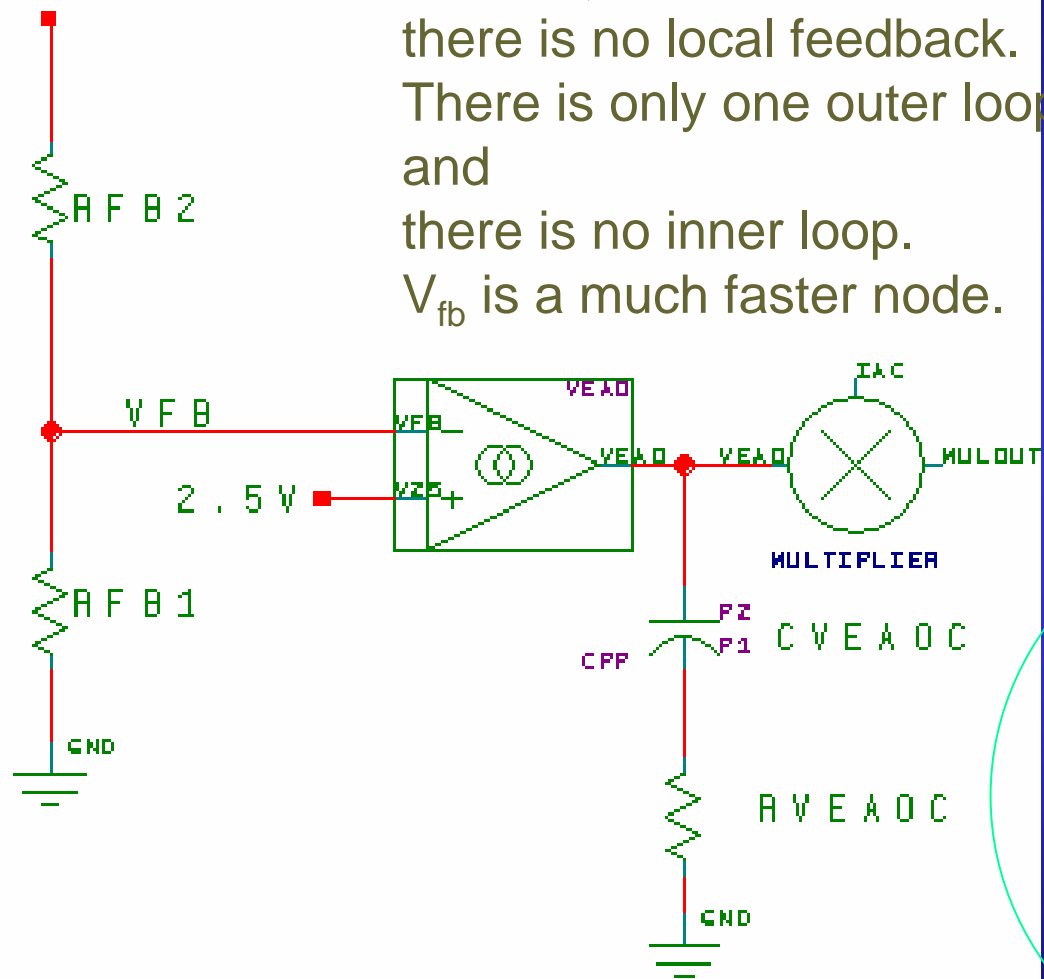 there is no local feedback.
There is only one outer loop
and
there is no inner loop.
Vfb is a much faster node.
RFB2
VFB
2.5V
VEAO
VFB
VEAO
VEAO
IAC
MULOUT
MULTIPLIER
RFB1
P2
P1
CPP
CVEAOC
GND
RVEAOC
GND